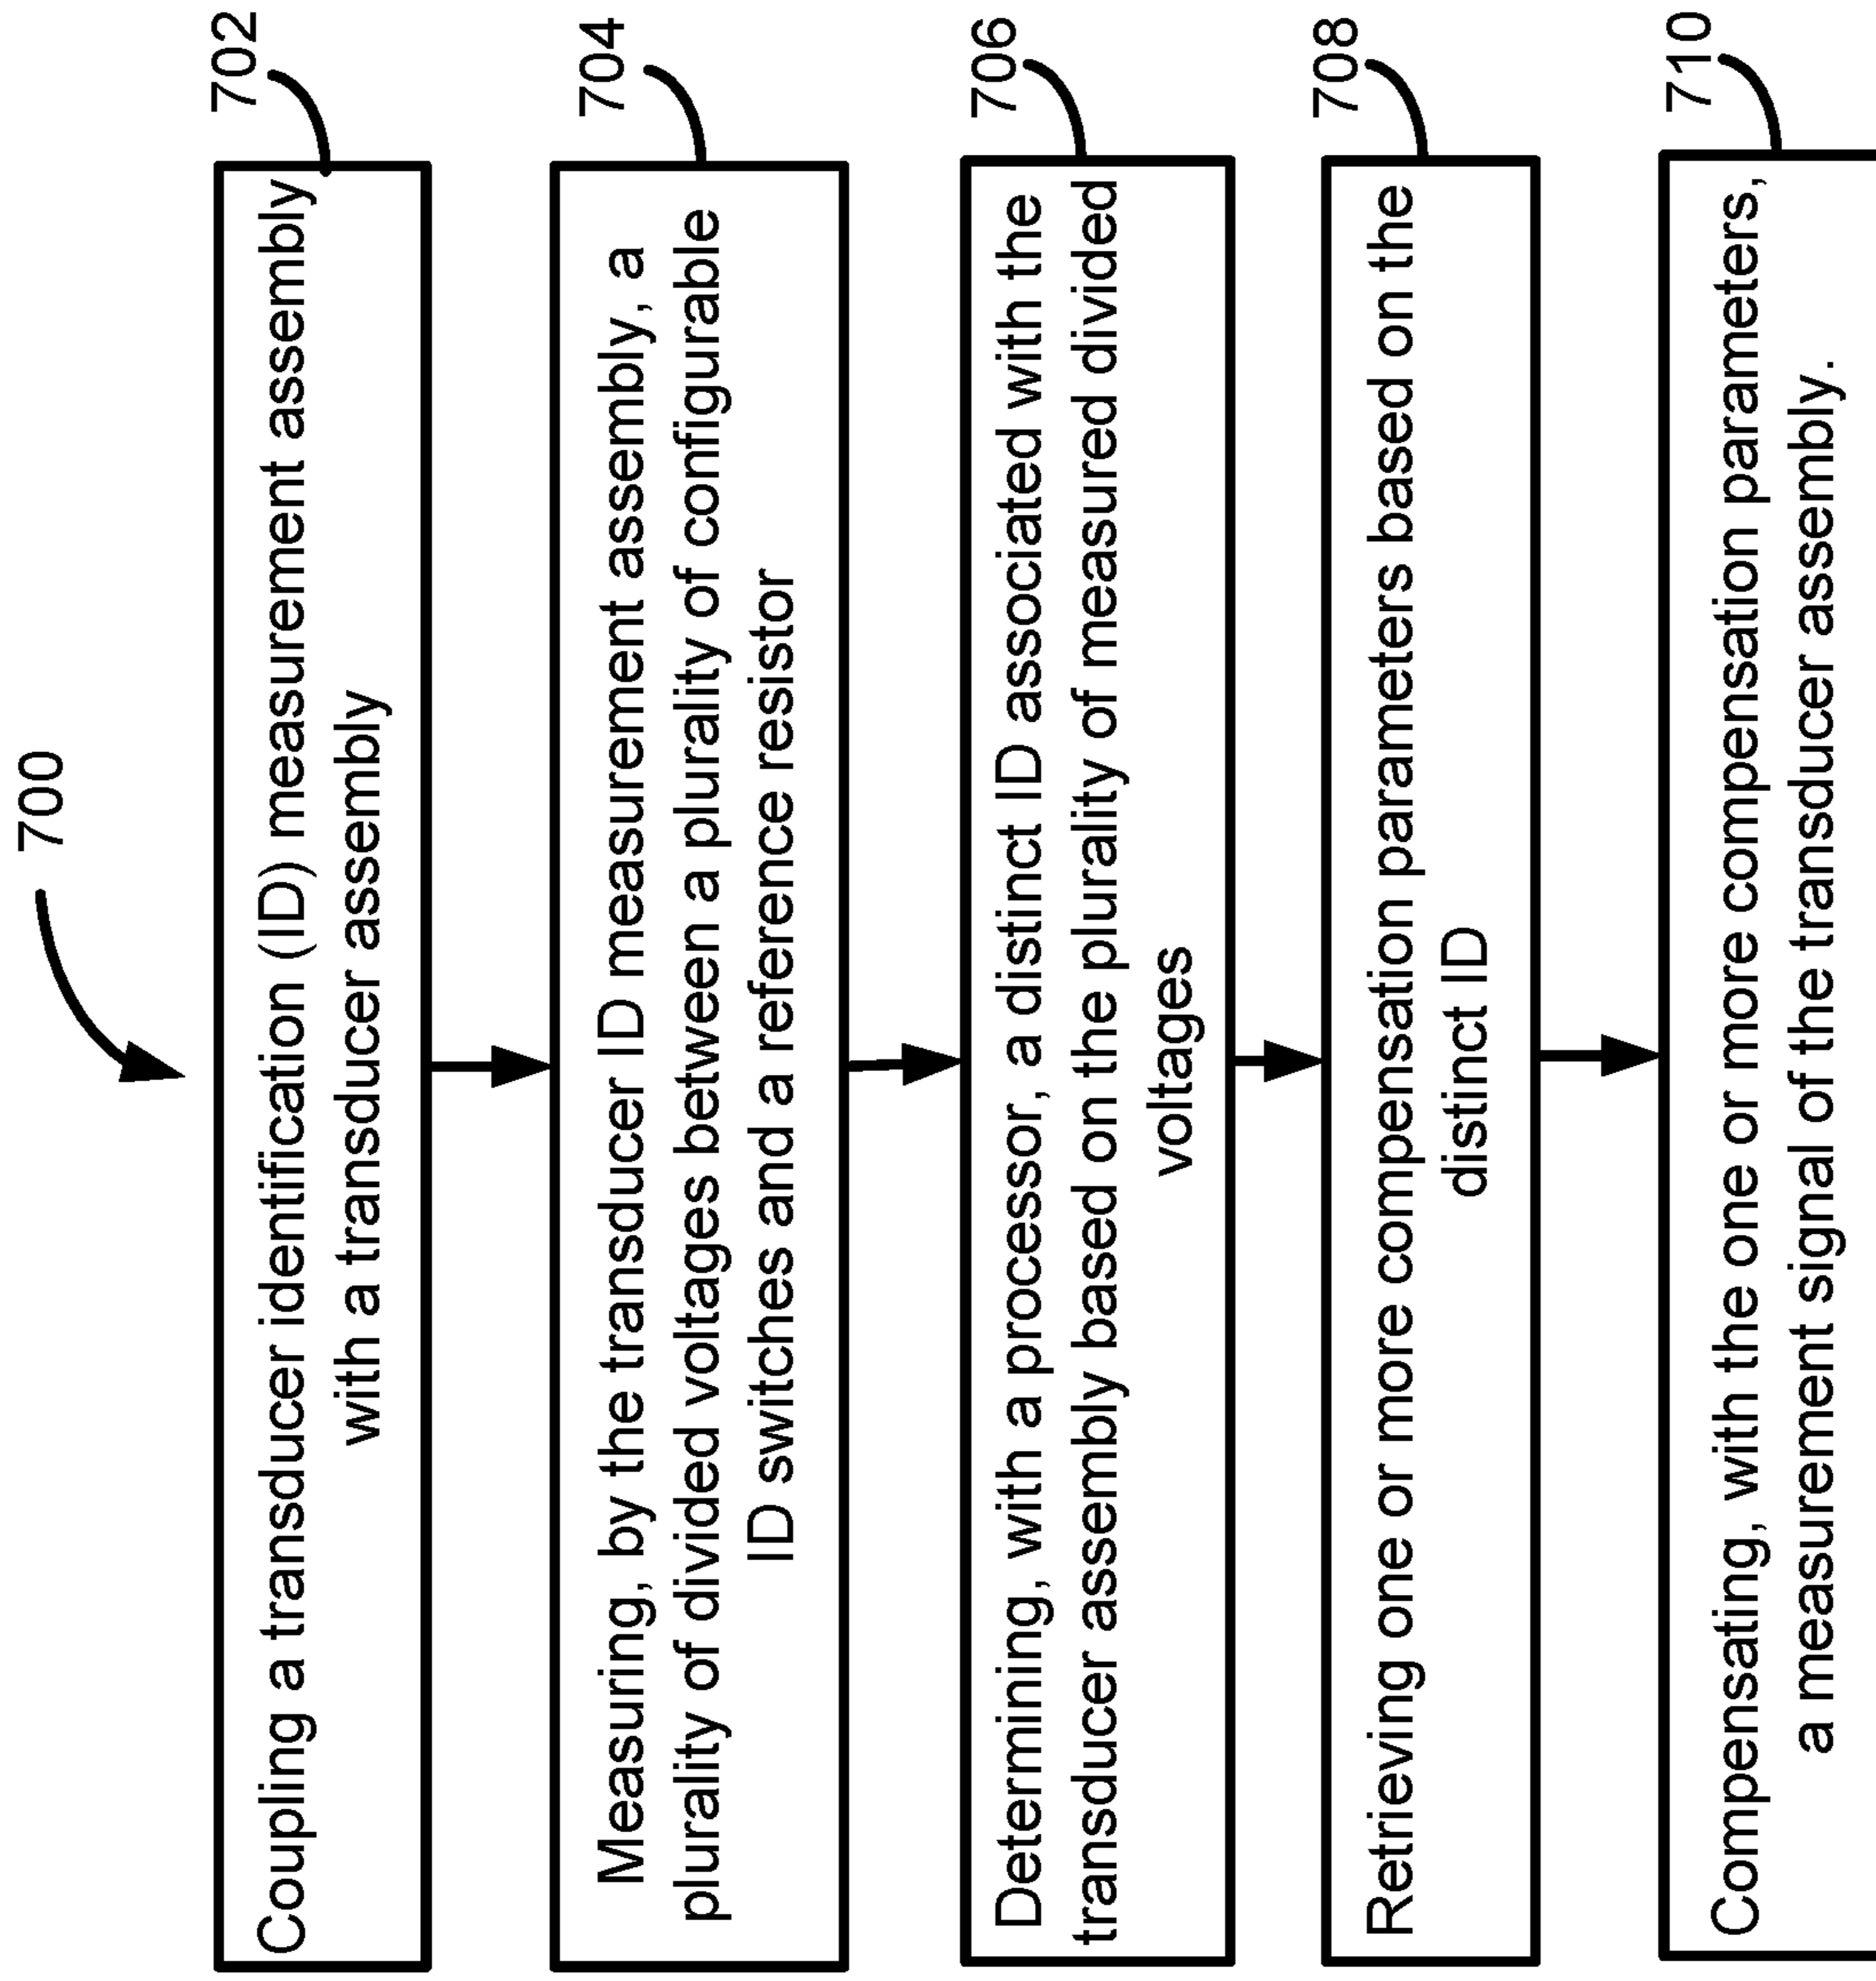 700
702
Coupling a transducer identification (ID) measurement assembly
with a transducer assembly
704
Measuring, by the transducer ID measurement assembly, a
plurality of divided voltages between a plurality of configurable
ID switches and a reference resistor
706
Determining, with a processor, a distinct ID associated with the
transducer assembly based on the plurality of measured divided
voltages
708
Retrieving one or more compensation parameters based on the
distinct ID
710
Compensating, with the one or more compensation parameters,
a measurement signal of the transducer assembly.